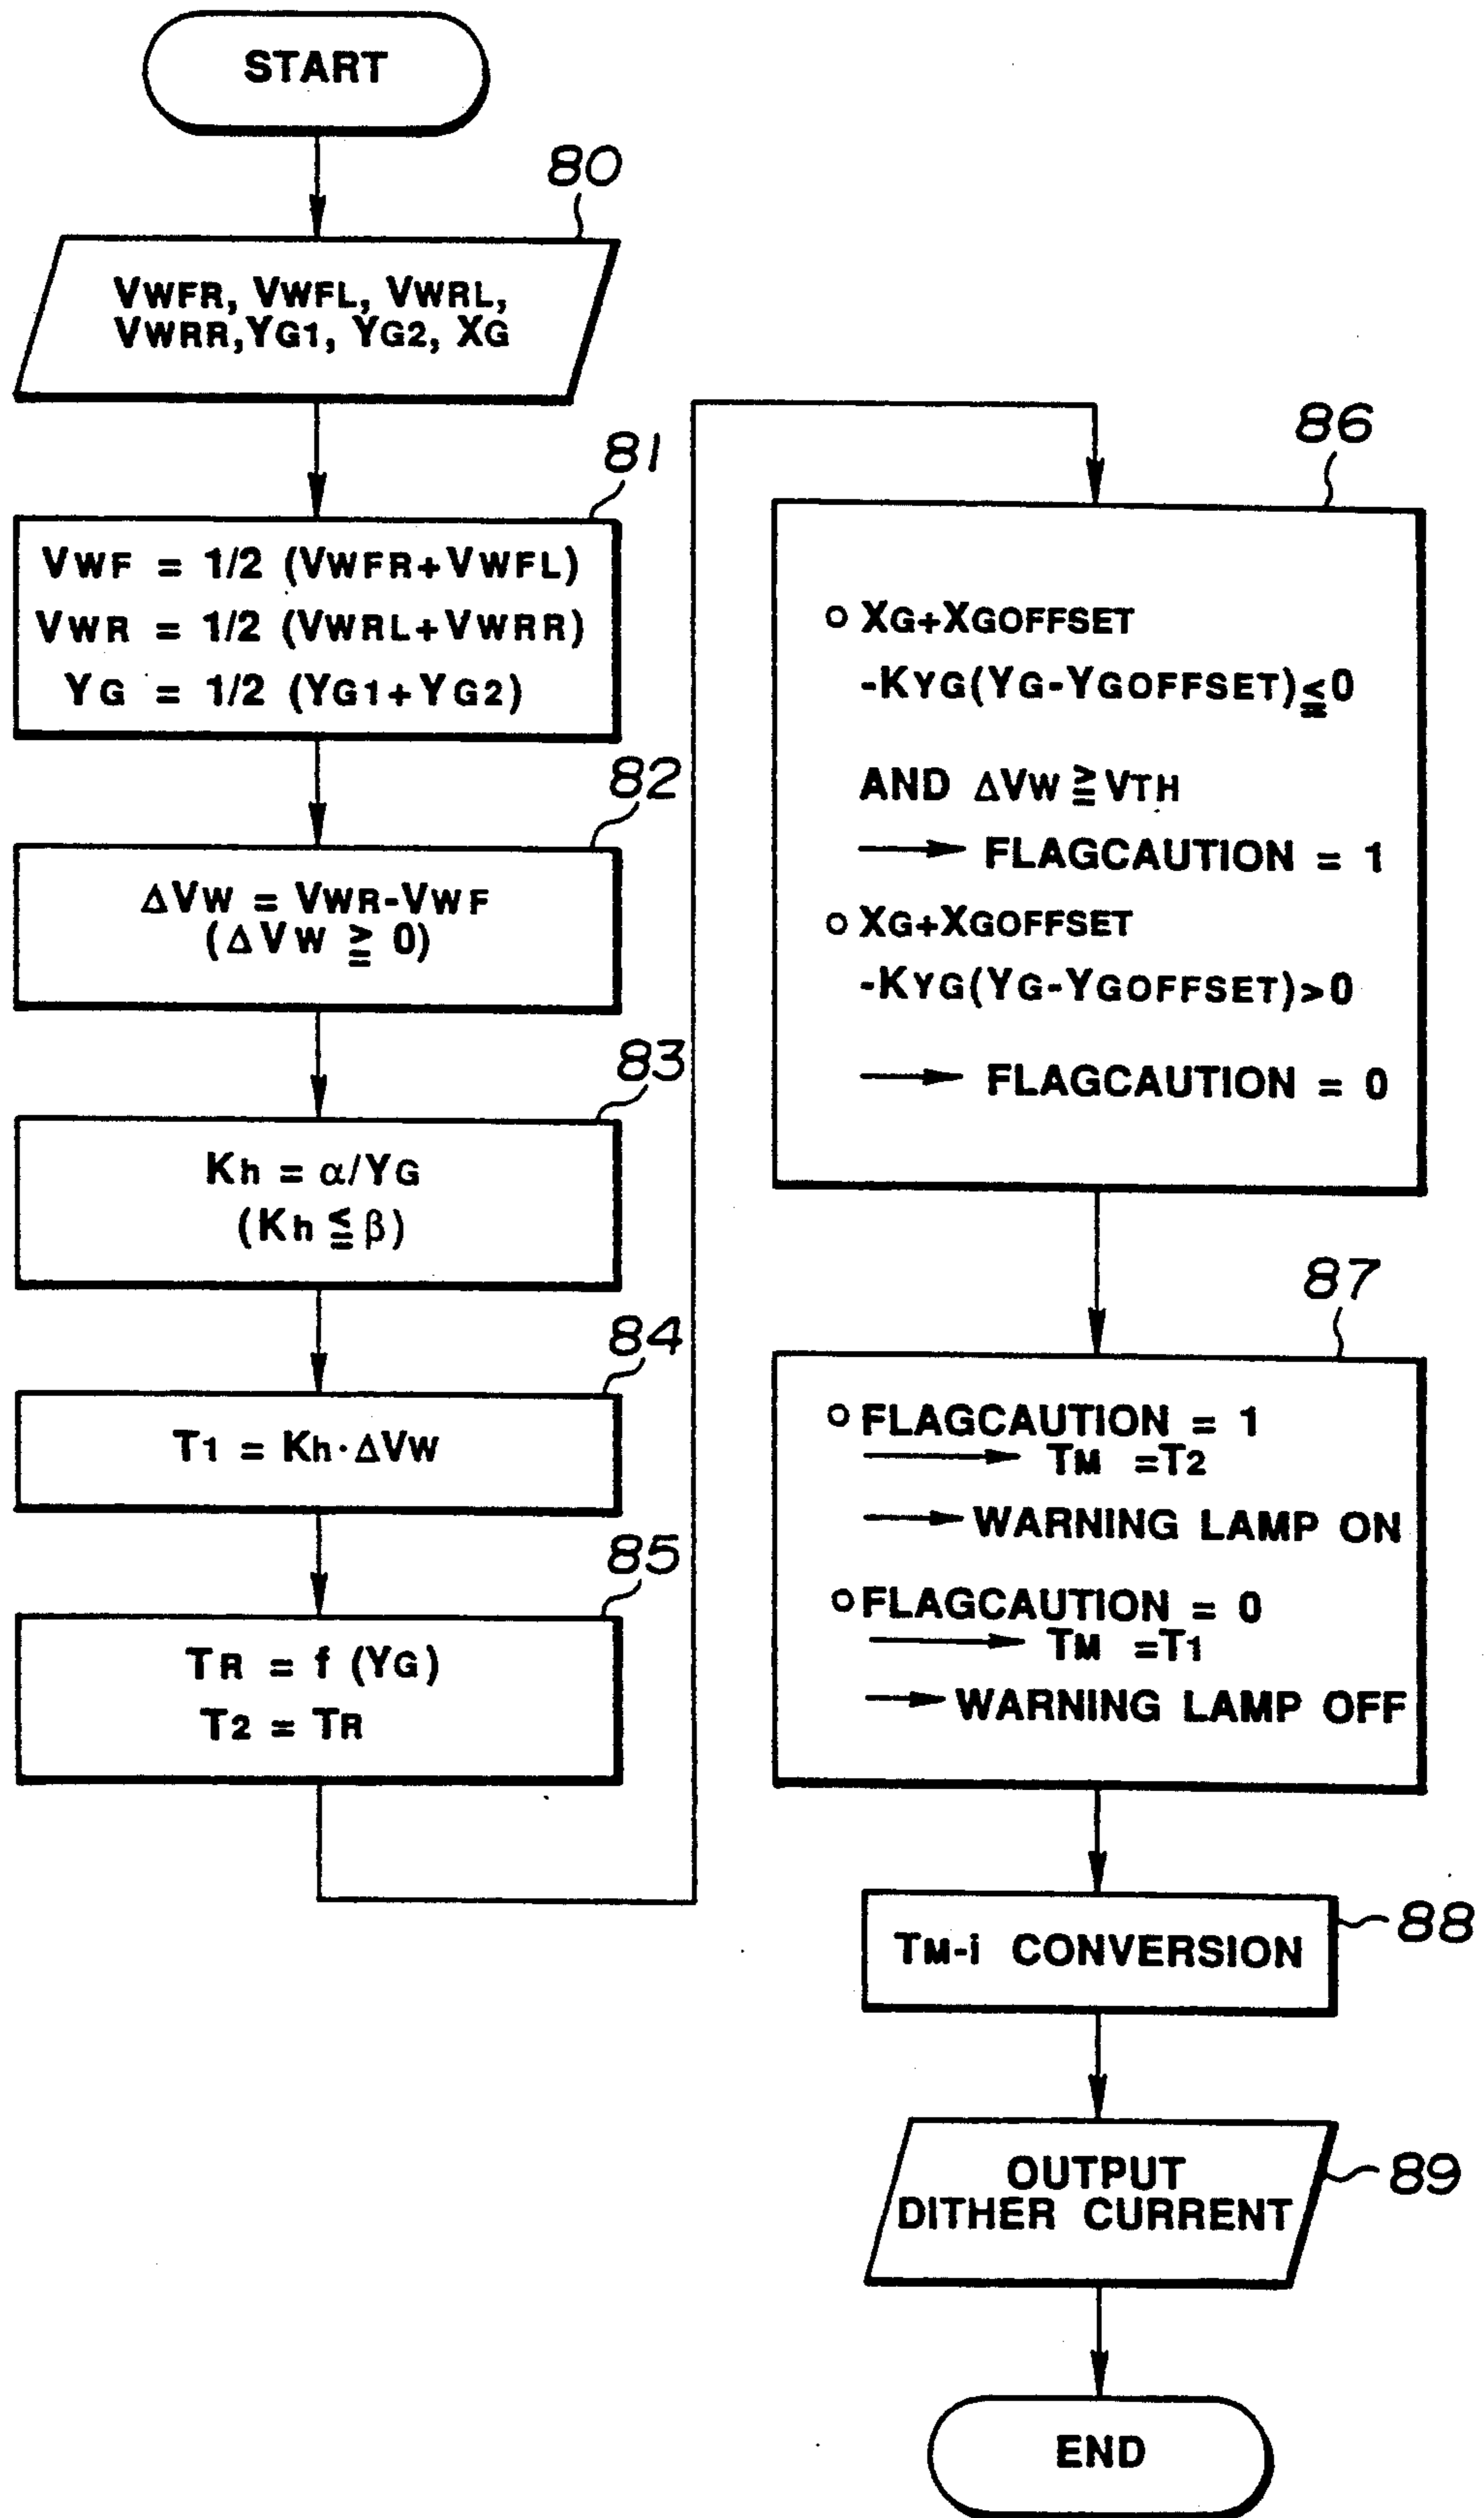 START
80
VWFR, VWFL, VWRL,
VWRR, YG1, YG2, XG
81
VWF = 1/2 (VWFR+VWFL)
VWR = 1/2 (VWRL+VWRR)
YG = 1/2 (YG1+YG2)
82
ΔVW = VWR-VWF
(ΔVW ≧ 0)
83
Kh = α/YG
(Kh ≦ β)
84
T1 = Kh·ΔVW
85
TR = f (YG)
T2 = TR
86
○ XG+XGOFFSET
-KYG(YG-YGOFFSET)≦0
AND ΔVW ≧ VTH
→ FLAGCAUTION = 1
○ XG+XGOFFSET
-KYG(YG-YGOFFSET)>0
→ FLAGCAUTION = 0
87
○ FLAGCAUTION = 1
→ TM =T2
→ WARNING LAMP ON
○ FLAGCAUTION = 0
→ TM =T1
→ WARNING LAMP OFF
TM-i CONVERSION 88
OUTPUT
DITHER CURRENT
89
END